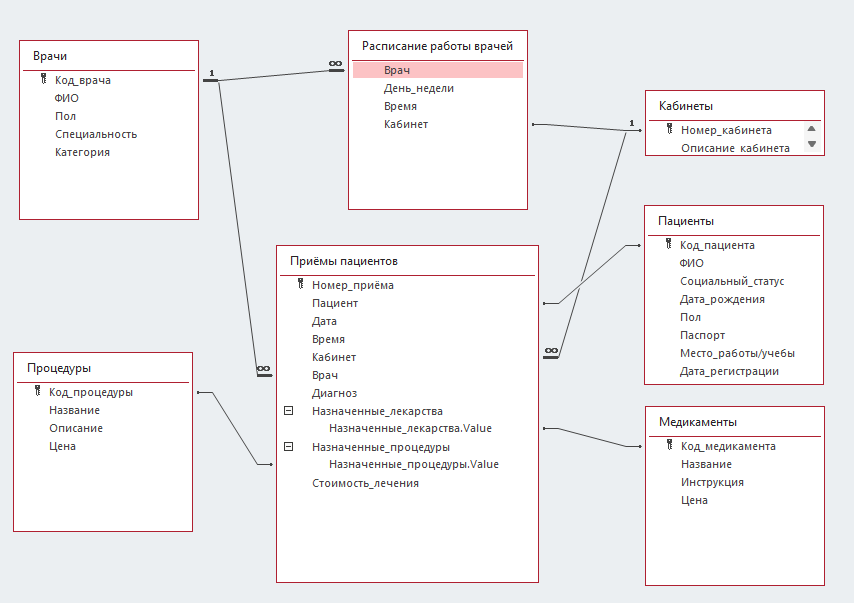 Врачи
Код_врача
ФИО
Пол
Специальность
Категория
1
∞
Расписание работы врачей
Врач
День_недели
Время
Кабинет
1
Кабинеты
Номер_кабинета
Описание_кабинета
Пациенты
Код_пациента
ФИО
Социальный_статус
Дата_рождения
Пол
Паспорт
Место_работы/учебы
Дата_регистрации
Приёмы пациентов
Номер_приёма
Пациент
Дата
Время
Кабинет
Врач
Диагноз
Назначенные_лекарства
Назначенные_лекарства.Value
Назначенные_процедуры
Назначенные_процедуры.Value
Стоимость_лечения
∞
∞
Процедуры
Код_процедуры
Название
Описание
Цена
Медикаменты
Код_медикамента
Название
Инструкция
Цена